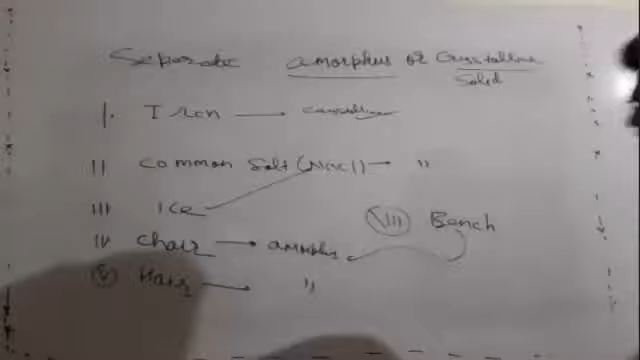 Separate amorphus or Crystalline Solid
I. Iron → Crystalline
II Common Salt (NaCl) → "
III Ice
IV Chair → amorphus
VIII Bench
V Hair → "